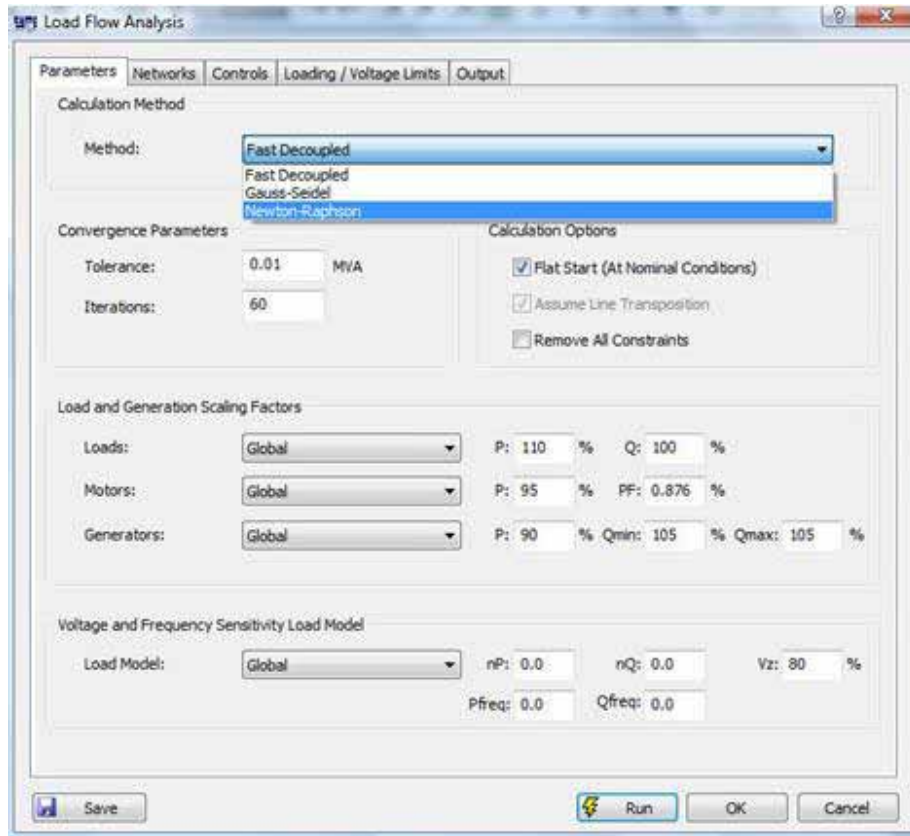 Load Flow Analysis
Parameters Networks Controls Loading / Voltage Limits Output
Calculation Method
Method: Fast Decoupled
Fast Decoupled
Gauss-Seidel
Newton-Raphson
Convergence Parameters
Tolerance: 0.01 MVA
Iterations: 60
Calculation Options
Flat Start (At Nominal Conditions)
Assume Line Transposition
Remove All Constraints
Load and Generation Scaling Factors
Loads: Global P: 110 % Q: 100 %
Motors: Global P: 95 % PF: 0.876 %
Generators: Global P: 90 % Qmin: 105 % Qmax: 105 %
Voltage and Frequency Sensitivity Load Model
Load Model: Global nP: 0.0 nQ: 0.0 Vz: 80 %
Pfreq: 0.0 Qfreq: 0.0
Save Run OK Cancel